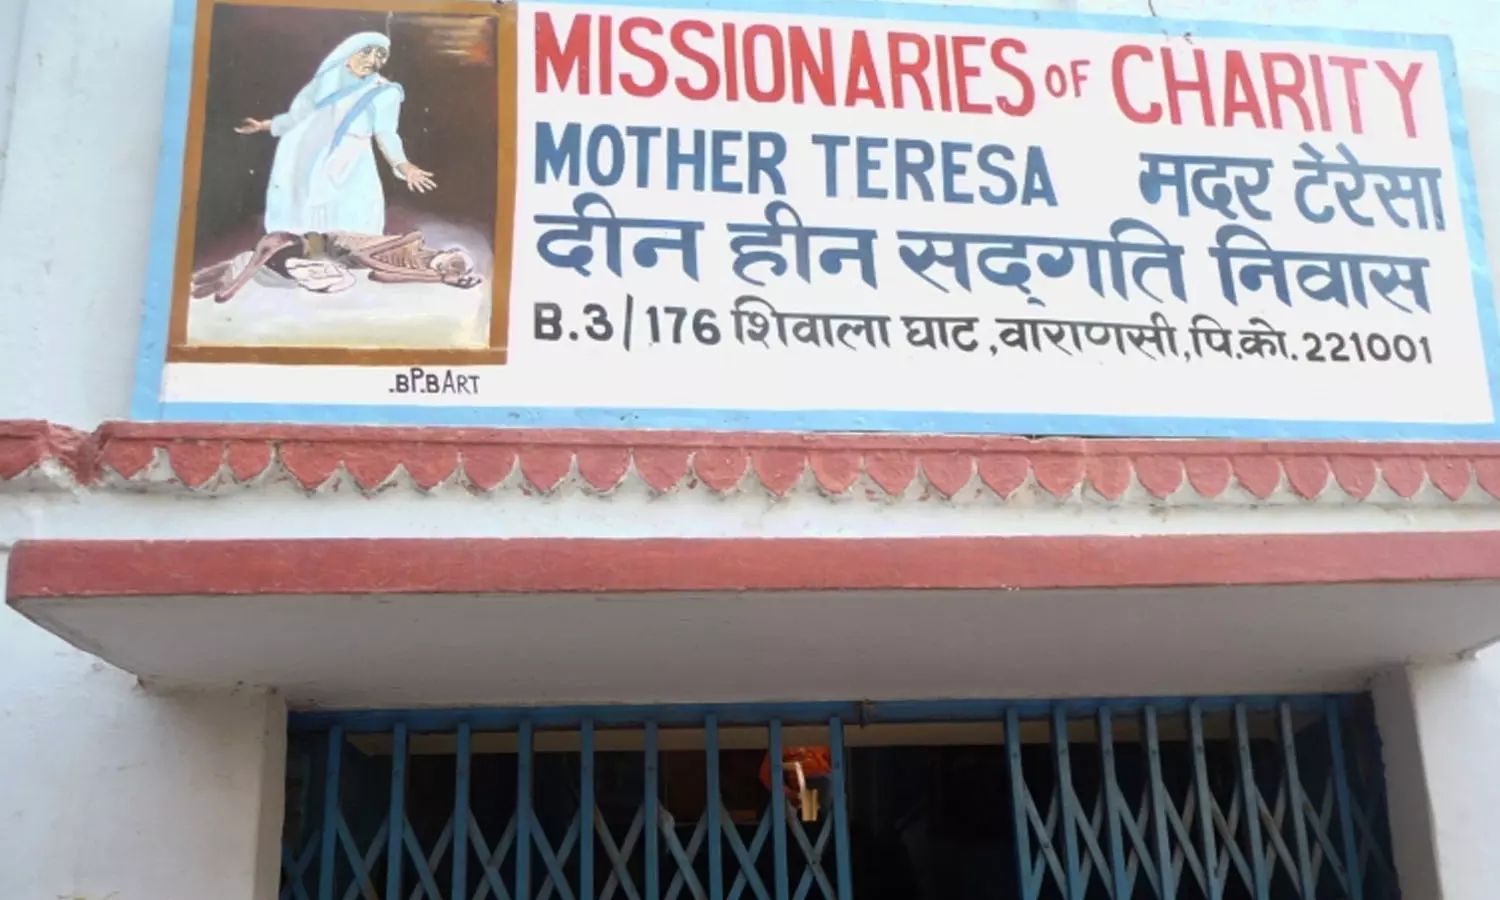 MISSIONARIES OF CHARITY
MOTHER TERESA मदर टेरेसा
दीन हीन सद्गति निवास
B.3/176 शिवाला घाट,वाराणसी,पि.को.221001
.BP.BART